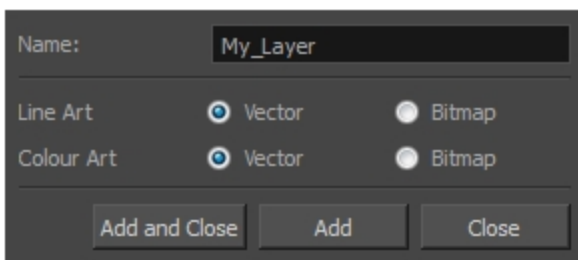 Name: My_Layer
Line Art Vector Bitmap
Colour Art Vector Bitmap
Add and Close Add Close